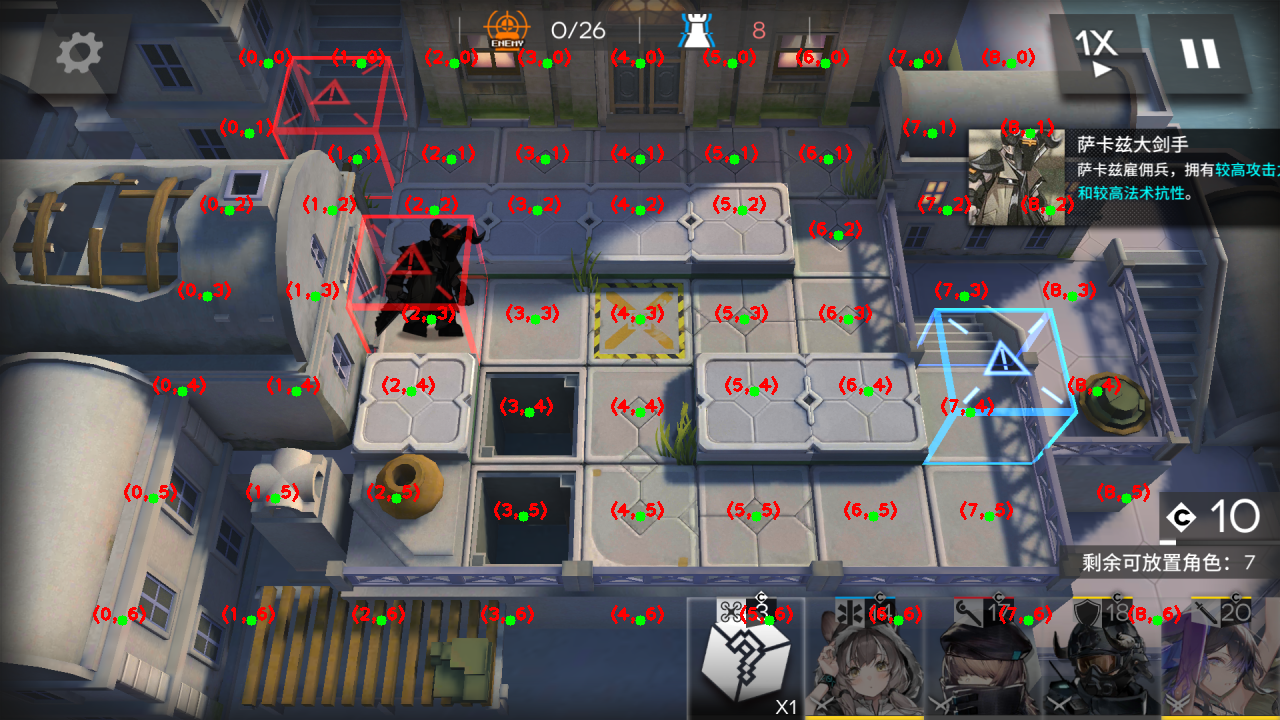 ENEMY
0/26
8
1X
(0, 0) (1, 0) (2, 0) (3, 0) (4, 0) (5, 0) (6, 0) (7, 0) (8, 0)
(0, 1) (1, 1) (2, 1) (3, 1) (4, 1) (5, 1) (6, 1) (7, 1) (8, 1)
萨卡兹大剑手
萨卡兹雇佣兵，拥有较高攻击
和较高法术抗性。
(0, 2) (1, 2) (2, 2) (3, 2) (4, 2) (5, 2) (6, 2) (7, 2) (8, 2)
(0, 3) (1, 3) (2, 3) (3, 3) (4, 3) (5, 3) (6, 3) (7, 3) (8, 3)
(0, 4) (1, 4) (2, 4) (3, 4) (4, 4) (5, 4) (6, 4) (7, 4) (8, 4)
(0, 5) (1, 5) (2, 5) (3, 5) (4, 5) (5, 5) (6, 5) (7, 5) (8, 5)
C 10
剩余可放置角色：7
(0, 6) (1, 6) (2, 6) (3, 6) (4, 6) (5, 6) (6, 6) (7, 6) (8, 6)
3 17 18 20
X1